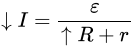 ↓I = ε / (↑R + r)